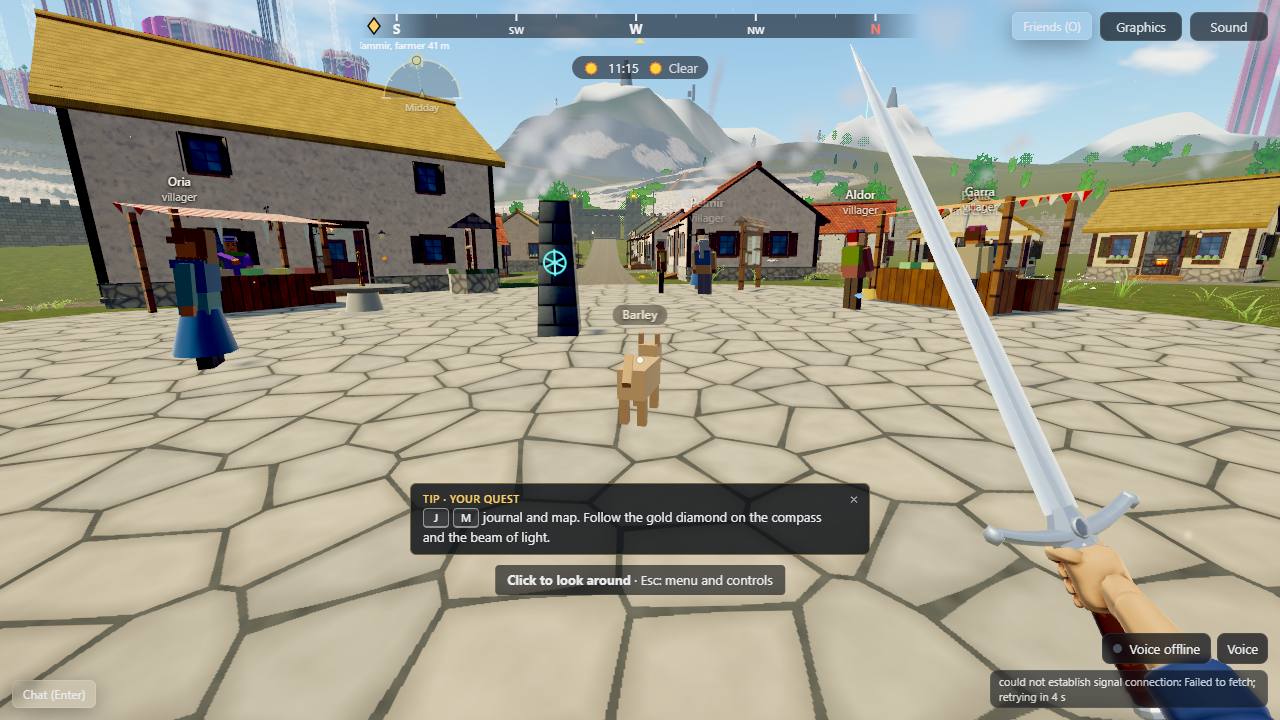 S
SW
W
NW
N
farmer 41 m
Friends (O)
Graphics
Sound
11:15
Clear
Midday
Oria
villager
villager
Aldor
villager
Garra
Barley
TIP · YOUR QUEST
×
J M journal and map. Follow the gold diamond on the compass
and the beam of light.
Click to look around · Esc: menu and controls
Voice offline
Voice
could not establish signal connection: Failed to fetch;
retrying in 4 s
Chat (Enter)